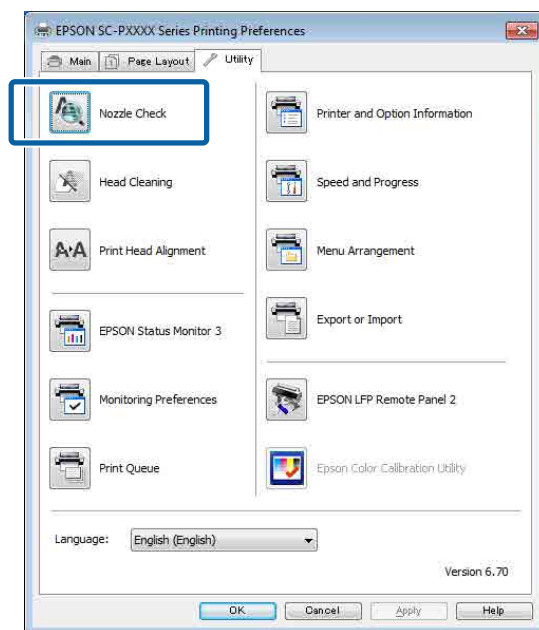 EPSON SC-PXXXX Series Printing Preferences
Main
Page Layout
Utility
Nozzle Check
Printer and Option Information
Head Cleaning
Speed and Progress
A‣A
Print Head Alignment
Menu Arrangement
Export or Import
EPSON Status Monitor 3
Monitoring Preferences
EPSON LFP Remote Panel 2
Print Queue
Epson Color Calibration Utility
Language: English (English)
Version 6.70
OK Cancel Apply Help